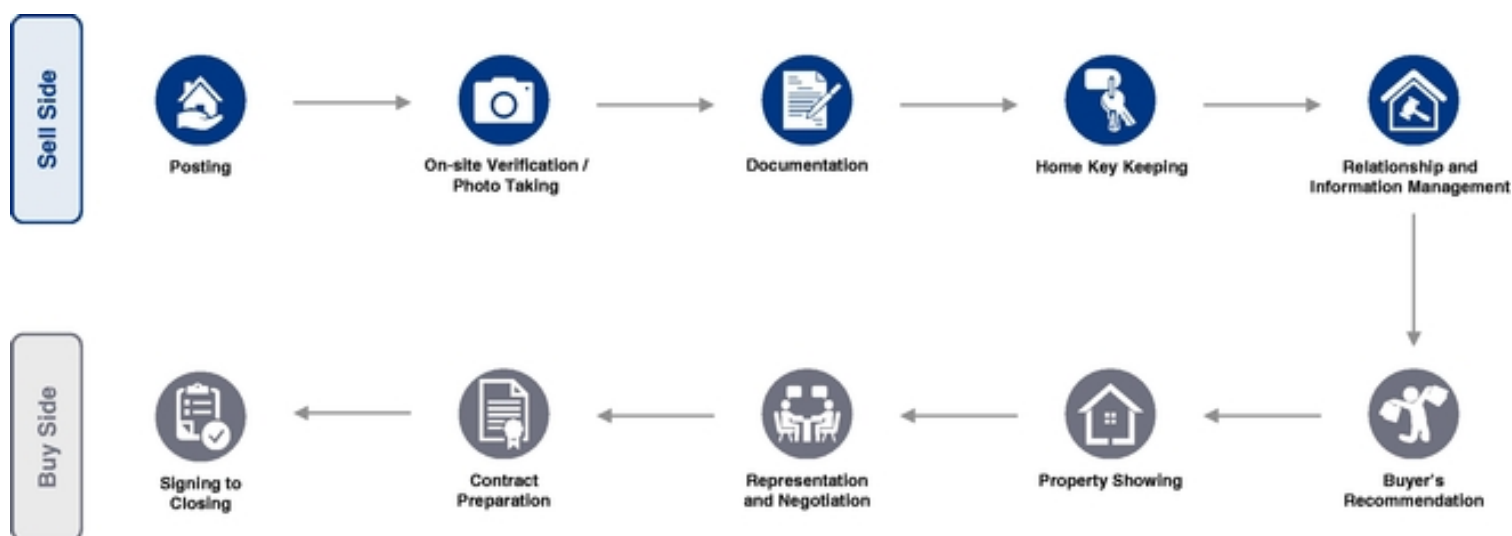 Sell Side
Posting
On-site Verification /
Photo Taking
Documentation
Home Key Keeping
Relationship and
Information Management
Buy Side
Signing to
Closing
Contract
Preparation
Representation
and Negotiation
Property Showing
Buyer's
Recommendation